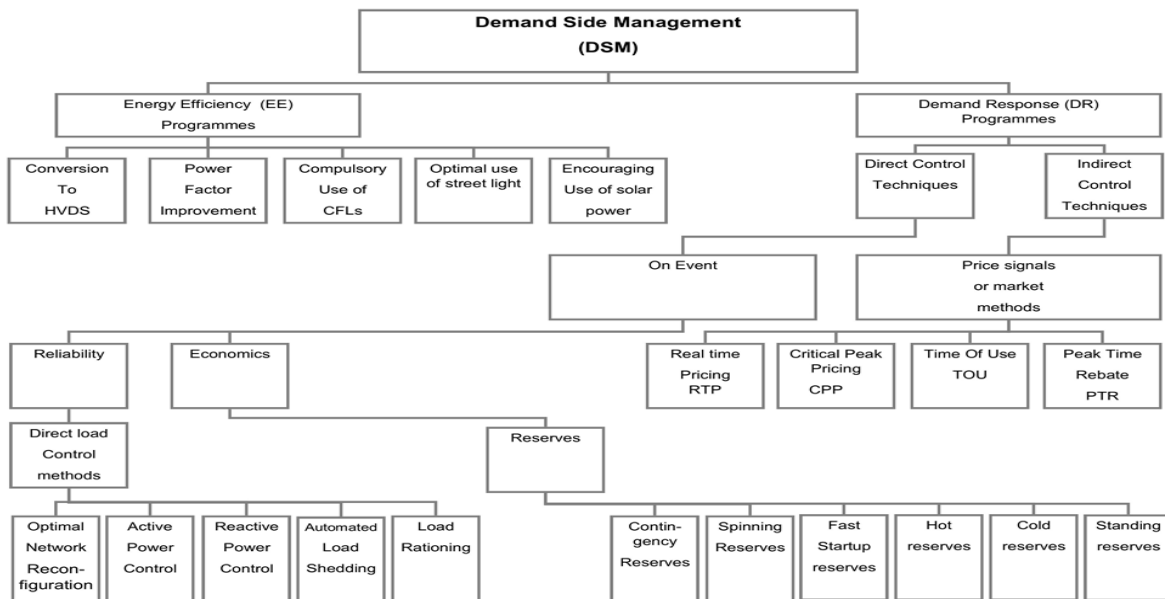 Demand Side Management
(DSM)
Energy Efficiency (EE)
Programmes
Demand Response (DR)
Programmes
Conversion
To
HVDS
Power
Factor
Improvement
Compulsory
Use of
CFLs
Optimal use
of street light
Encouraging
Use of solar
power
Direct Control
Techniques
Indirect
Control
Techniques
On Event
Price signals
or market
methods
Reliability
Economics
Real time
Pricing
RTP
Critical Peak
Pricing
CPP
Time Of Use
TOU
Peak Time
Rebate
PTR
Direct load
Control
methods
Reserves
Optimal
Network
Recon-
figuration
Active
Power
Control
Reactive
Power
Control
Automated
Load
Shedding
Load
Rationing
Contin-
gency
Reserves
Spinning
Reserves
Fast
Startup
reserves
Hot
reserves
Cold
reserves
Standing
reserves